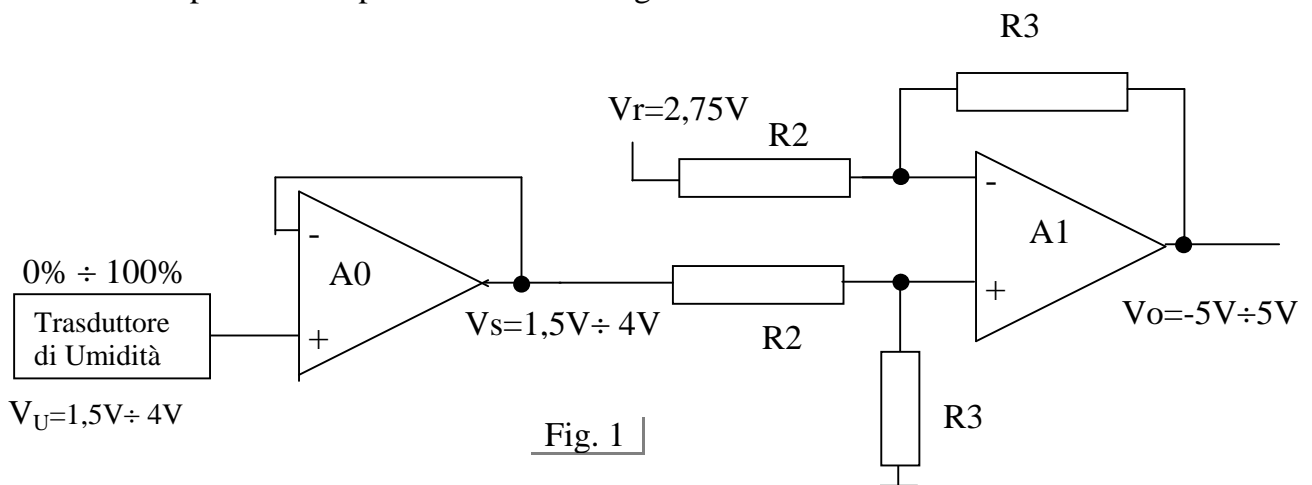 R3
Vr=2,75V
R2
-
A1
+
Vo=-5V÷5V
-
A0
+
0% ÷ 100%
Trasduttore
di Umidità
VU=1,5V÷ 4V
Vs=1,5V÷ 4V
R2
R3
Fig. 1